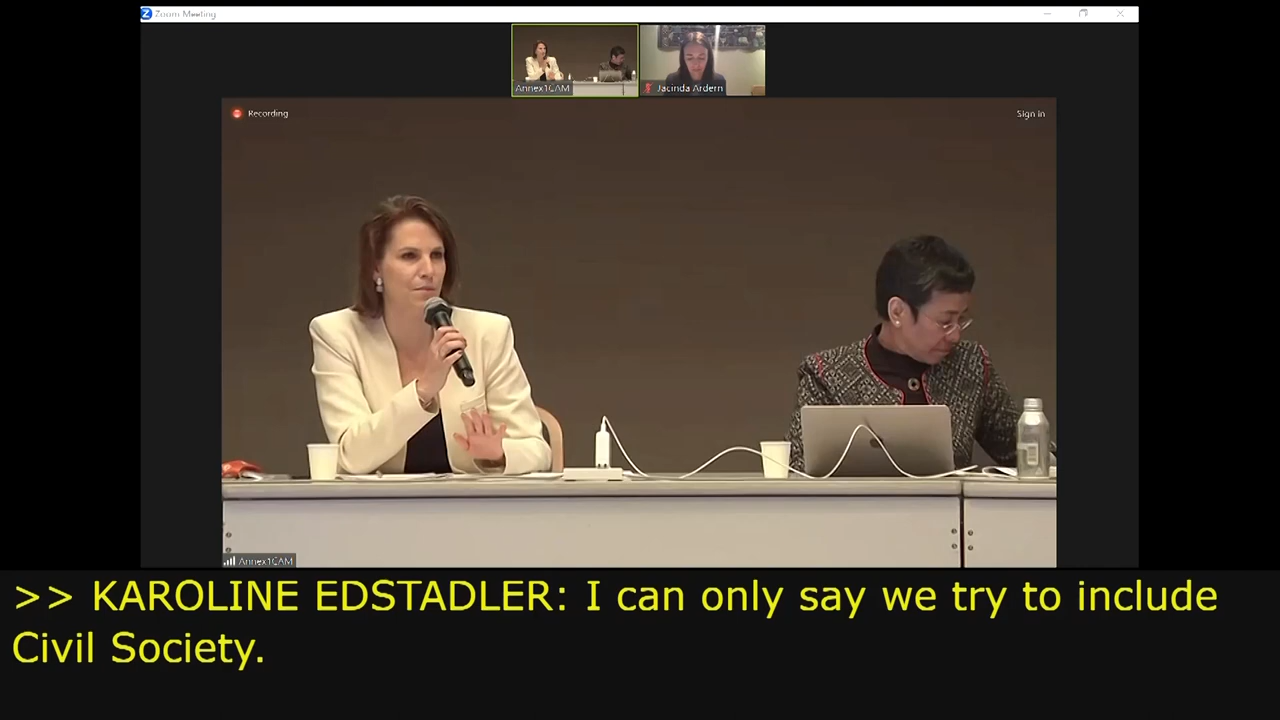 Zoom Meeting
Annex1CAM
Jacinda Ardern
Recording
Sign in
Annex1CAM
>> KAROLINE EDSTADLER: I can only say we try to include
Civil Society.